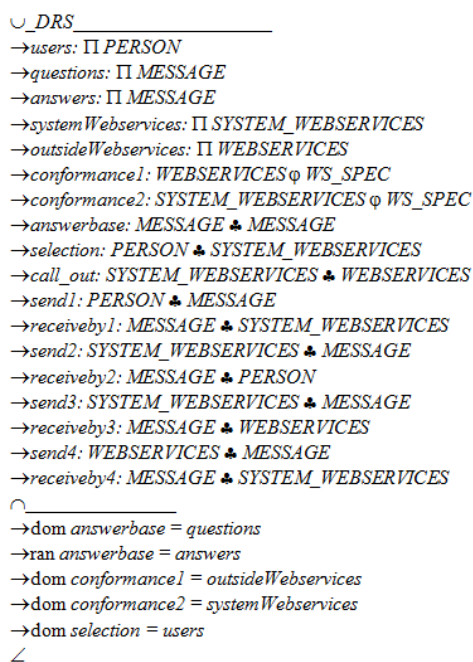 ∪_DRS____________________
→users: Π PERSON
→questions: Π MESSAGE
→answers: Π MESSAGE
→systemWebservices: Π SYSTEM_WEBSERVICES
→outsideWebservices: Π WEBSERVICES
→conformance1: WEBSERVICES φ WS_SPEC
→conformance2: SYSTEM_WEBSERVICES φ WS_SPEC
→answerbase: MESSAGE ♣ MESSAGE
→selection: PERSON ♣ SYSTEM_WEBSERVICES
→call_out: SYSTEM_WEBSERVICES ♣ WEBSERVICES
→send1: PERSON ♣ MESSAGE
→receiveby1: MESSAGE ♣ SYSTEM_WEBSERVICES
→send2: SYSTEM_WEBSERVICES ♣ MESSAGE
→receiveby2: MESSAGE ♣ PERSON
→send3: SYSTEM_WEBSERVICES ♣ MESSAGE
→receiveby3: MESSAGE ♣ WEBSERVICES
→send4: WEBSERVICES ♣ MESSAGE
→receiveby4: MESSAGE ♣ SYSTEM_WEBSERVICES
∩_______________
→dom answerbase = questions
→ran answerbase = answers
→dom conformance1 = outsideWebservices
→dom conformance2 = systemWebservices
→dom selection = users
∠